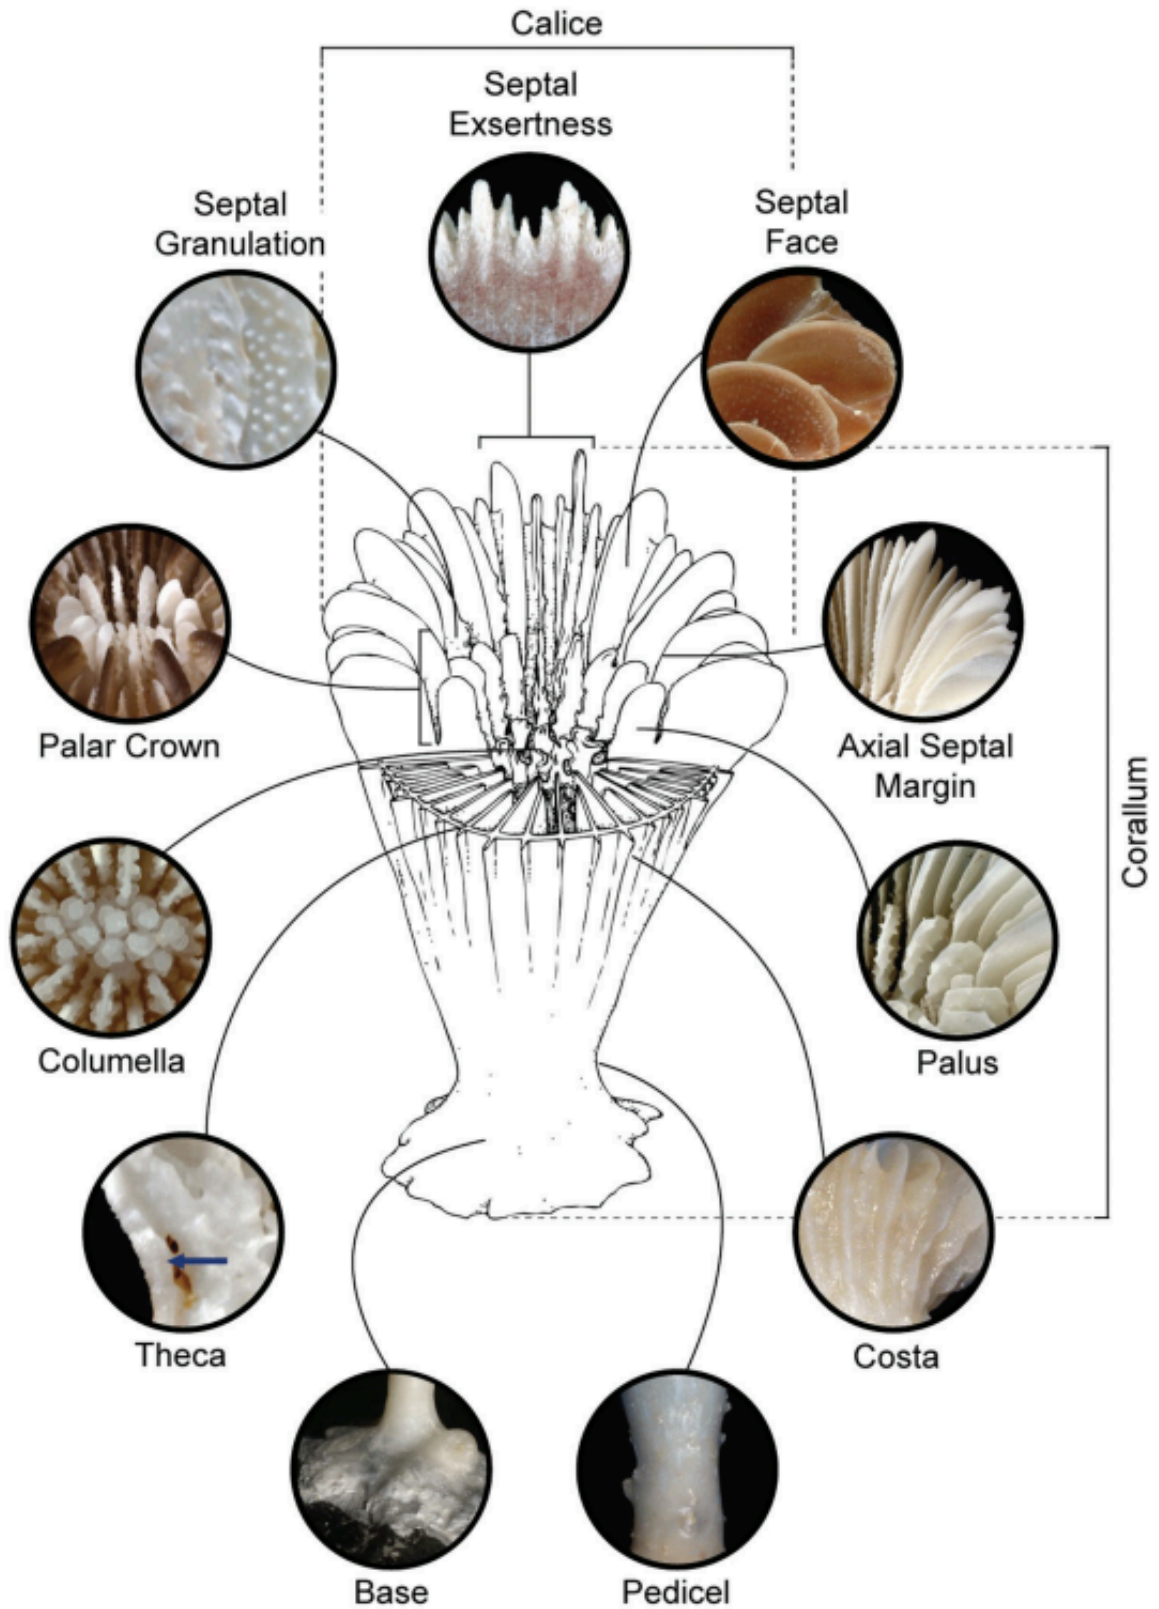 Calice
Septal
Exsertness
Septal
Granulation
Septal
Face
Palar Crown
Axial Septal
Margin
Corallum
Columella
Palus
Theca
Costa
Base
Pedicel